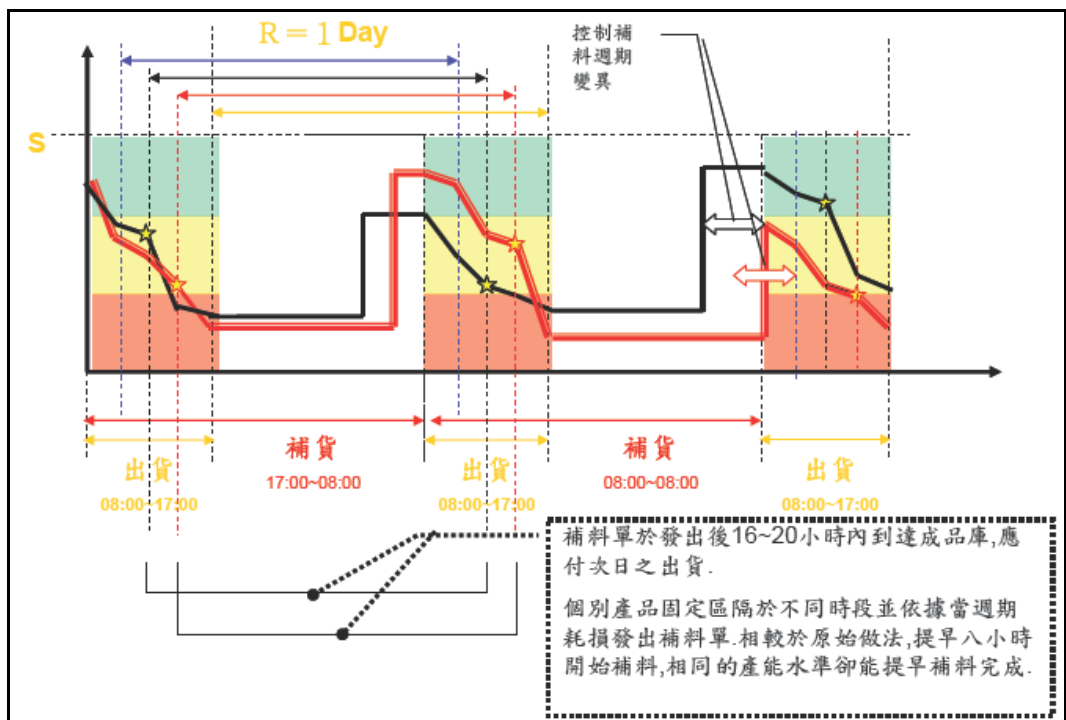 R = 1 Day
控制補
料週期
變異
S
補貨
17:00~08:00
補貨
08:00~08:00
出貨
08:00~17:00
出貨
08:00~17:00
出貨
08:00~17:00
補料單於發出後16~20小時內到達成品庫,應
付次日之出貨.
個別產品固定區隔於不同時段並依據當週期
耗損發出補料單.相較於原始做法,提早八小時
開始補料,相同的產能水準卻能提早補料完成.